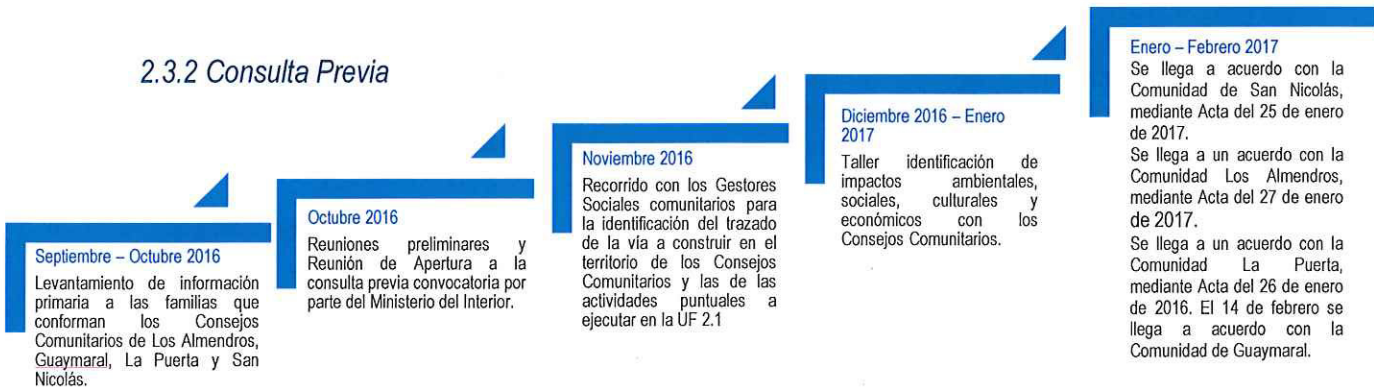 2.3.2 Consulta Previa
Septiembre – Octubre 2016
Levantamiento de información
primaria a las familias que
conforman los Consejos
Comunitarios de Los Almendros,
Guaymaral, La Puerta y San
Nicolás.
Octubre 2016
Reuniones preliminares y
Reunión de Apertura a la
consulta previa convocatoria por
parte del Ministerio del Interior.
Noviembre 2016
Recorrido con los Gestores
Sociales comunitarios para
la identificación del trazado
de la vía a construir en el
territorio de los Consejos
Comunitarios y las de las
actividades puntuales a
ejecutar en la UF 2.1
Diciembre 2016 – Enero
2017
Taller identificación de
impactos ambientales,
sociales, culturales y
económicos con los
Consejos Comunitarios.
Enero – Febrero 2017
Se llega a acuerdo con la
Comunidad de San Nicolás,
mediante Acta del 25 de enero
de 2017.
Se llega a un acuerdo con la
Comunidad Los Almendros,
mediante Acta del 27 de enero
de 2017.
Se llega a un acuerdo con la
Comunidad La Puerta,
mediante Acta del 26 de enero
de 2016. El 14 de febrero se
llega a acuerdo con la
Comunidad de Guaymaral.